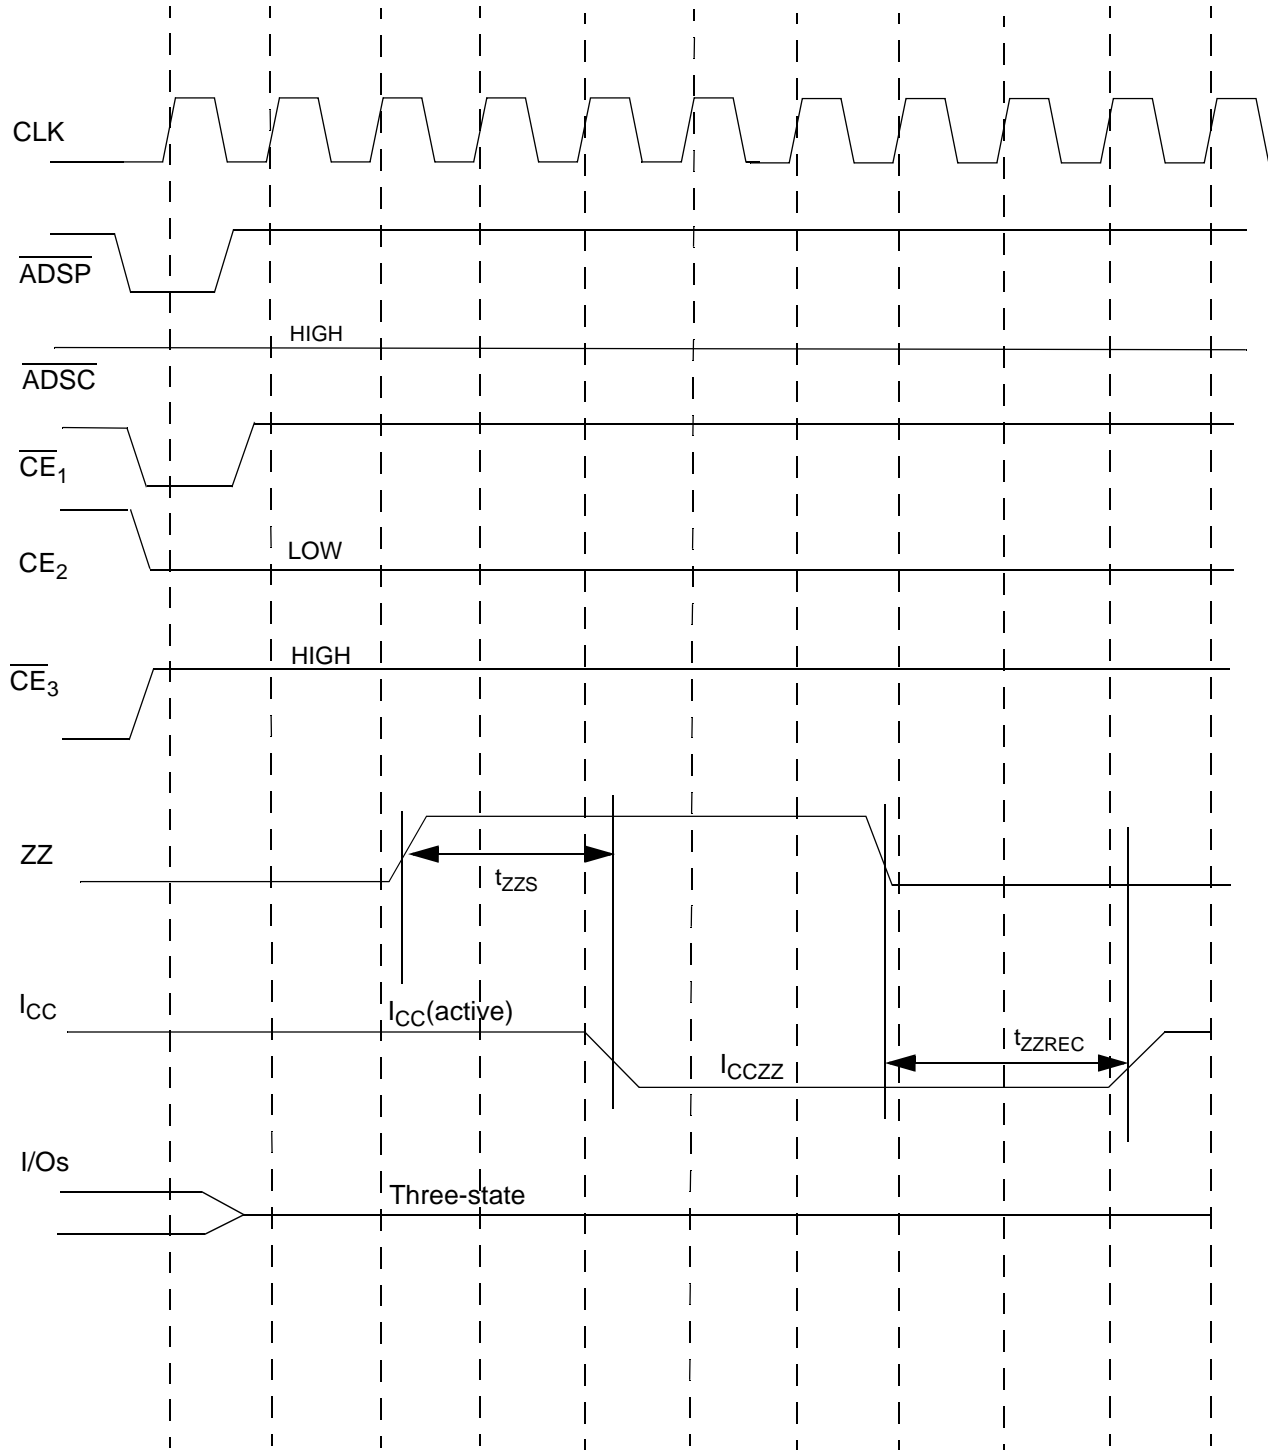 CLK
ADSP
HIGH
ADSC
CE1
LOW
CE2
HIGH
CE3
ZZ
tZZS
ICC
ICC(active)
tZZREC
ICCZZ
I/Os
Three-state